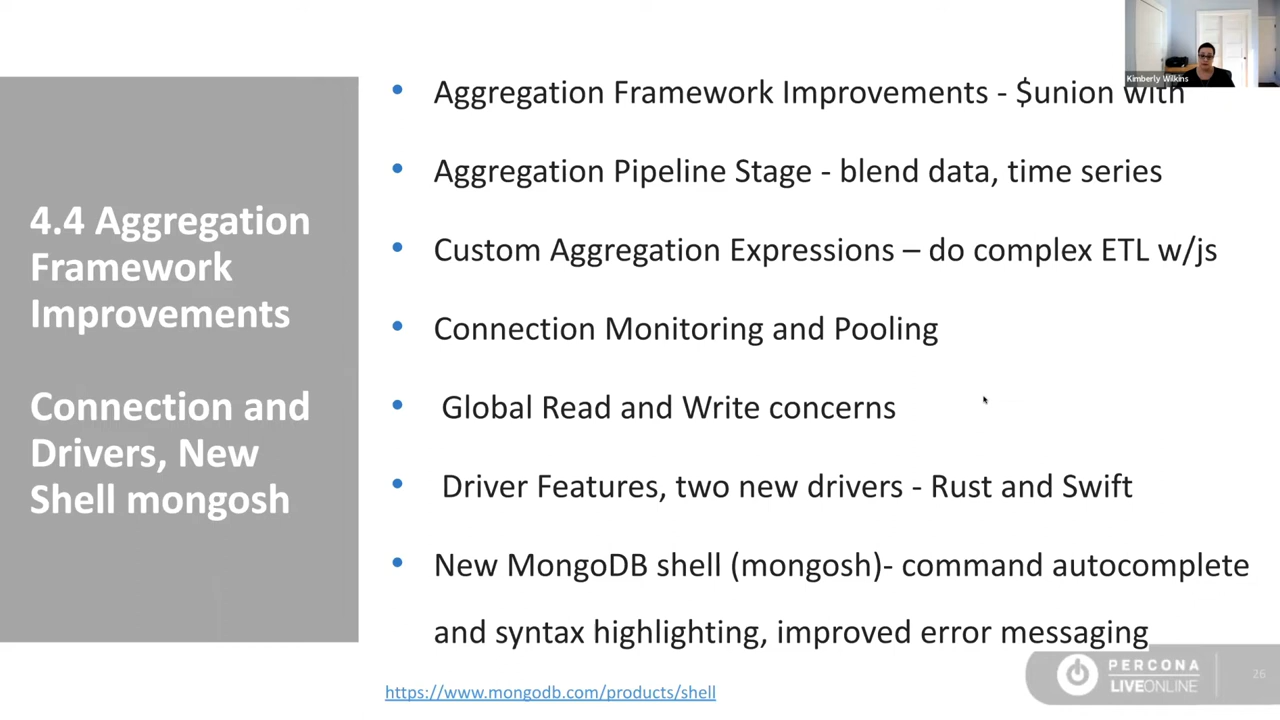 Kimberly Wilkins
4.4 Aggregation
Framework
Improvements
Connection and
Drivers, New
Shell mongosh
• Aggregation Framework Improvements - $union with
• Aggregation Pipeline Stage - blend data, time series
• Custom Aggregation Expressions – do complex ETL w/js
• Connection Monitoring and Pooling
• Global Read and Write concerns
• Driver Features, two new drivers - Rust and Swift
• New MongoDB shell (mongosh)- command autocomplete
and syntax highlighting, improved error messaging
https://www.mongodb.com/products/shell
PERCONA
LIVEONLINE
26